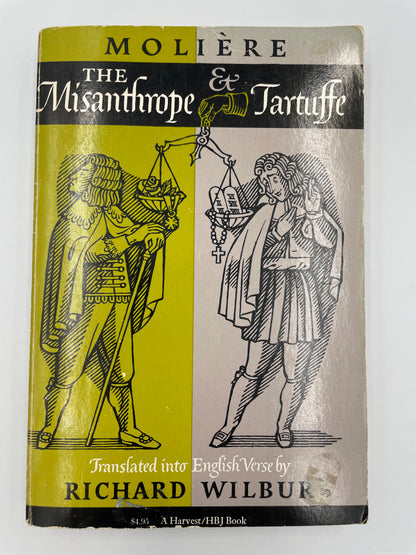 MOLIÈRE
THE & 
Misanthrope Tartuffe
Translated into English Verse by
RICHARD WILBUR
$4.95 A Harvest/HBJ Book